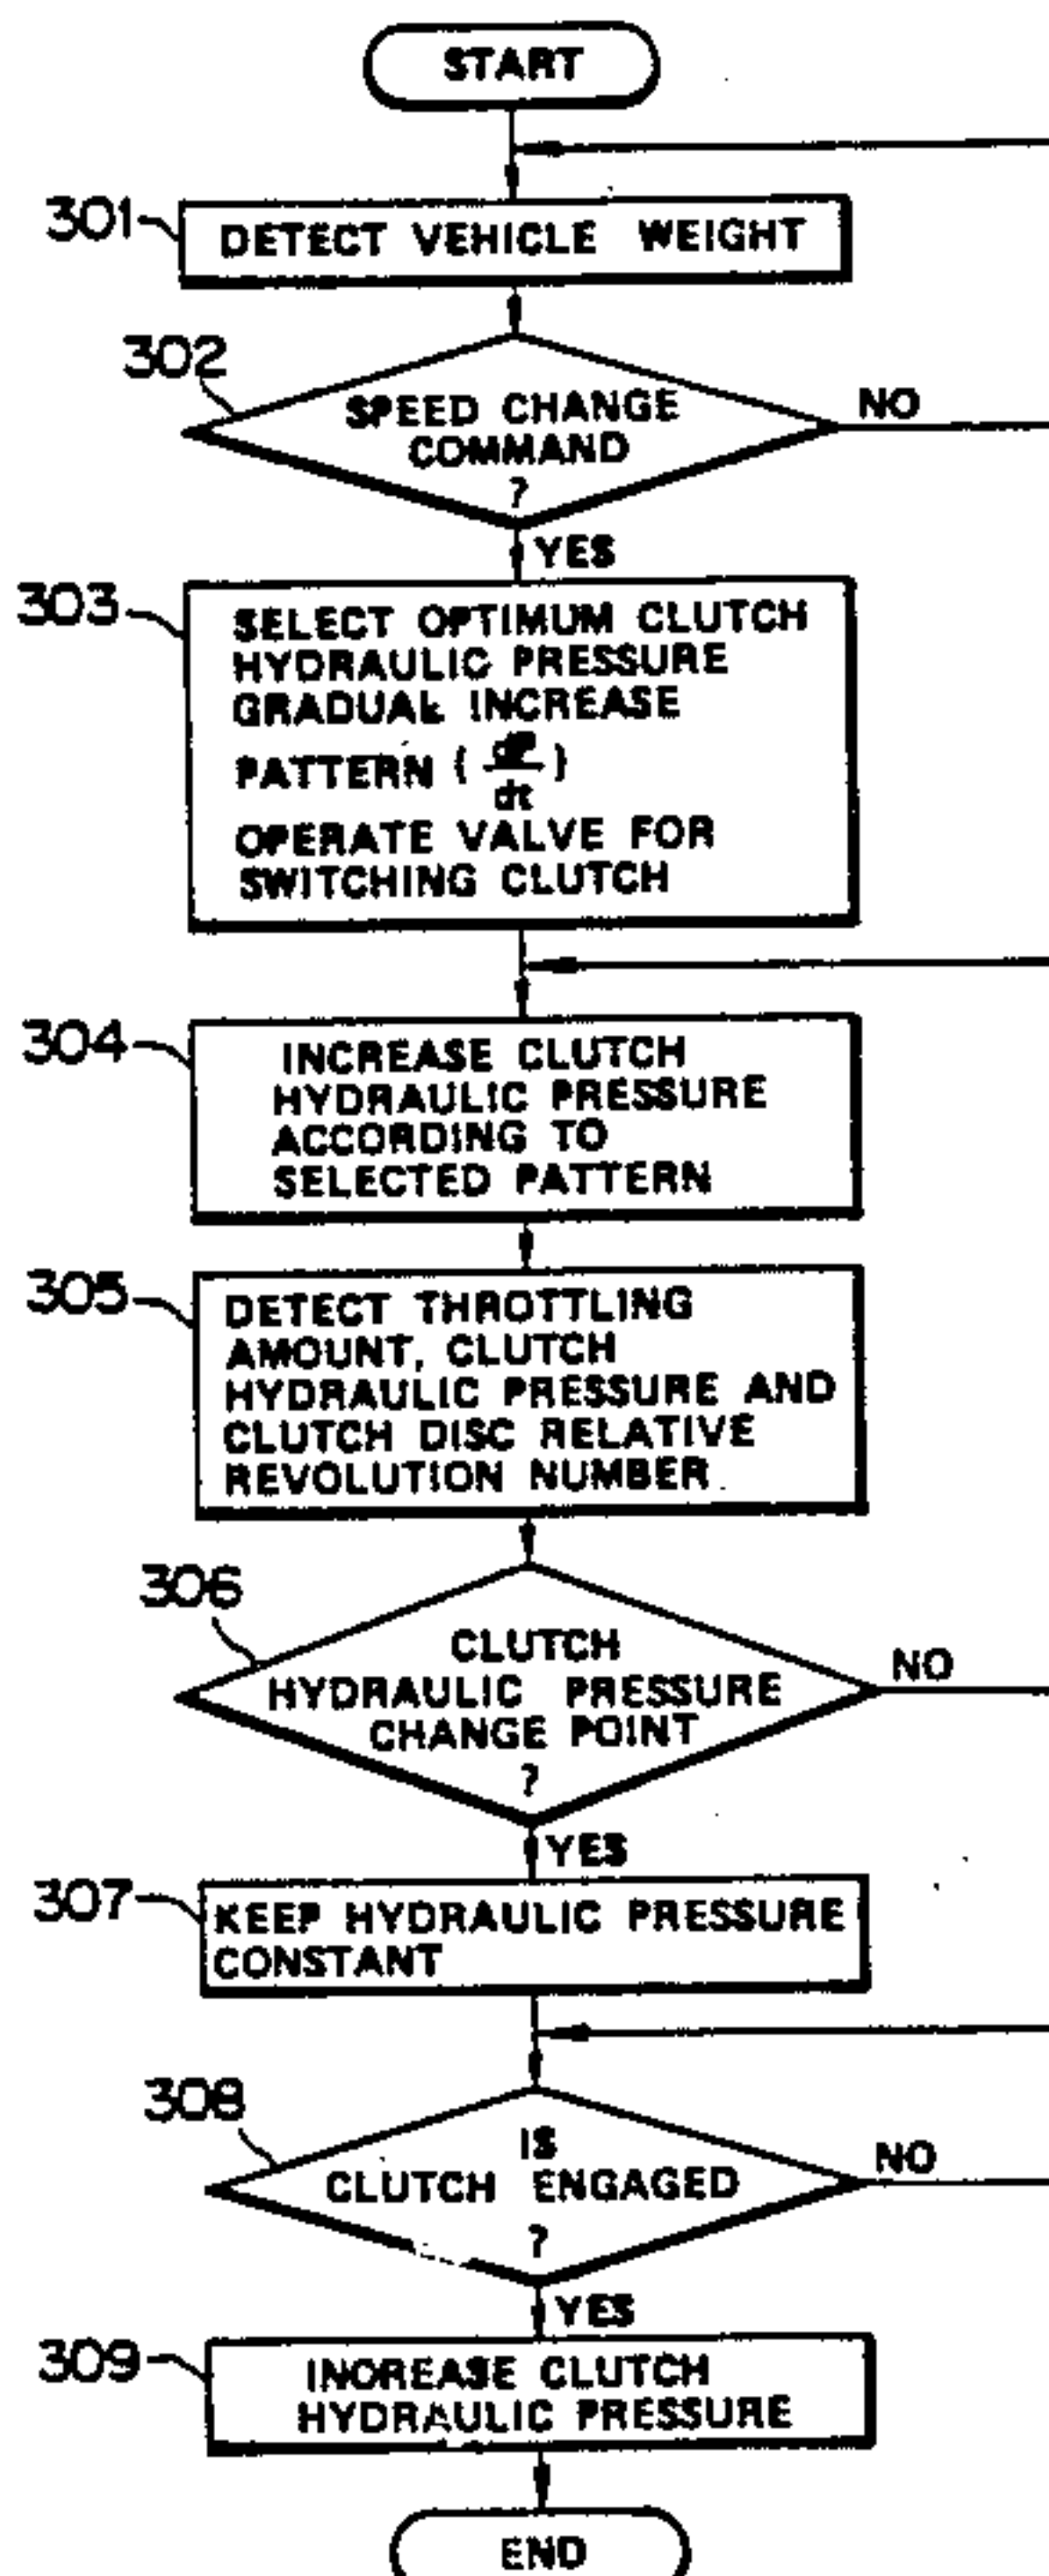 START
301
DETECT VEHICLE WEIGHT
302
SPEED CHANGE
COMMAND
?
NO
YES
303
SELECT OPTIMUM CLUTCH
HYDRAULIC PRESSURE
GRADUAL INCREASE
PATTERN (dP/dt)
OPERATE VALVE FOR
SWITCHING CLUTCH
304
INCREASE CLUTCH
HYDRAULIC PRESSURE
ACCORDING TO
SELECTED PATTERN
305
DETECT THROTTLING
AMOUNT, CLUTCH
HYDRAULIC PRESSURE AND
CLUTCH DISC RELATIVE
REVOLUTION NUMBER
306
CLUTCH
HYDRAULIC PRESSURE
CHANGE POINT
?
NO
YES
307
KEEP HYDRAULIC PRESSURE
CONSTANT
308
IS
CLUTCH ENGAGED
?
NO
YES
309
INCREASE CLUTCH
HYDRAULIC PRESSURE
END